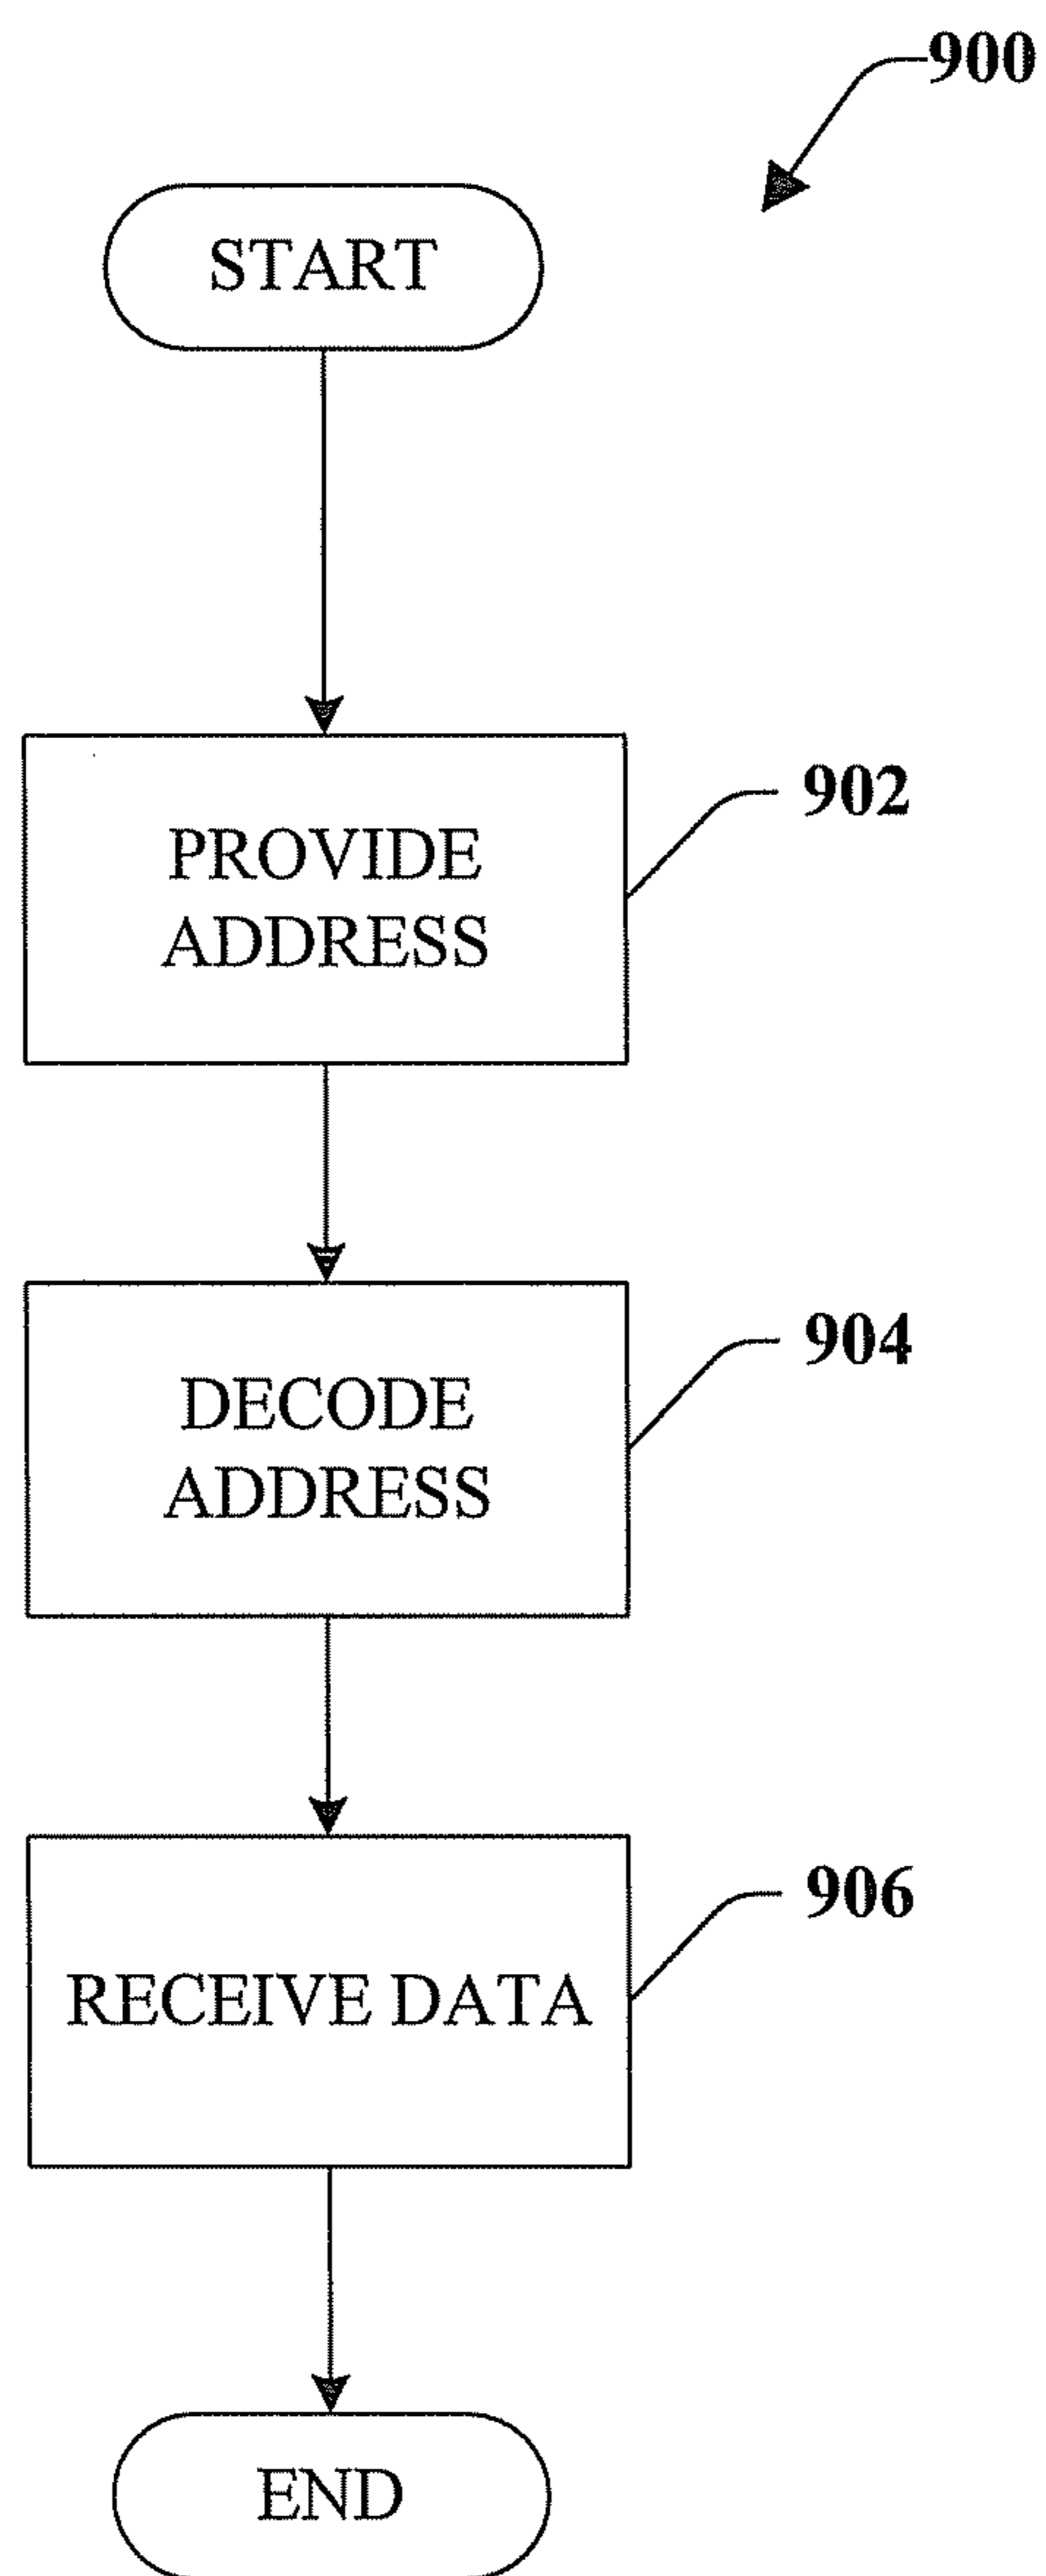 900
START
PROVIDE
ADDRESS
902
DECODE
ADDRESS
904
RECEIVE DATA
906
END